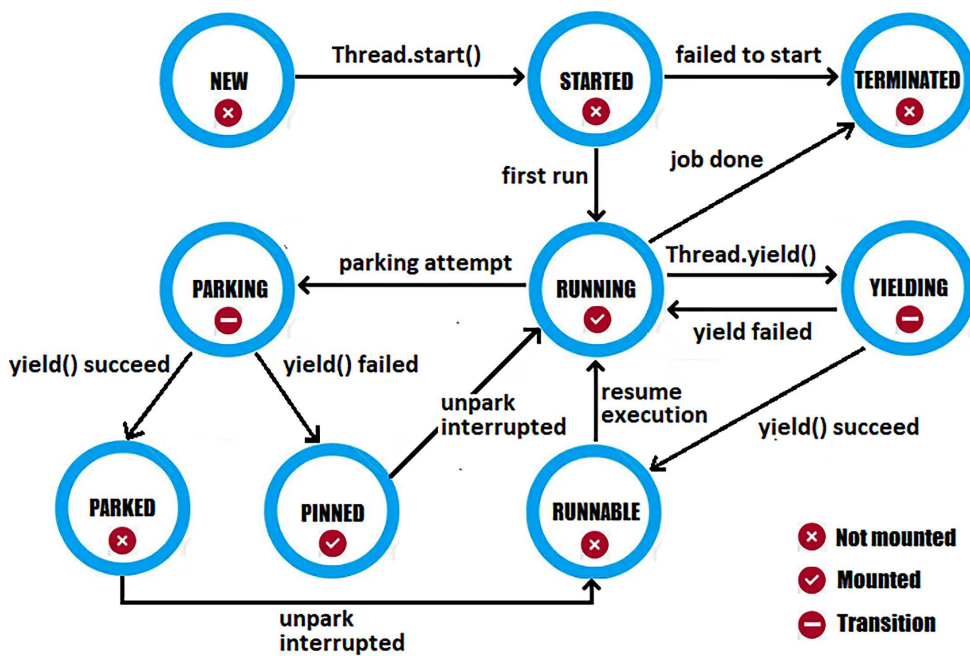 Thread.start()
failed to start
NEW
STARTED
TERMINATED
first run
job done
parking attempt
Thread.yield()
PARKING
RUNNING
YIELDING
yield failed
yield() succeed
yield() failed
unpark
interrupted
resume
execution
yield() succeed
PARKED
PINNED
RUNNABLE
Not mounted
Mounted
unpark
interrupted
Transition